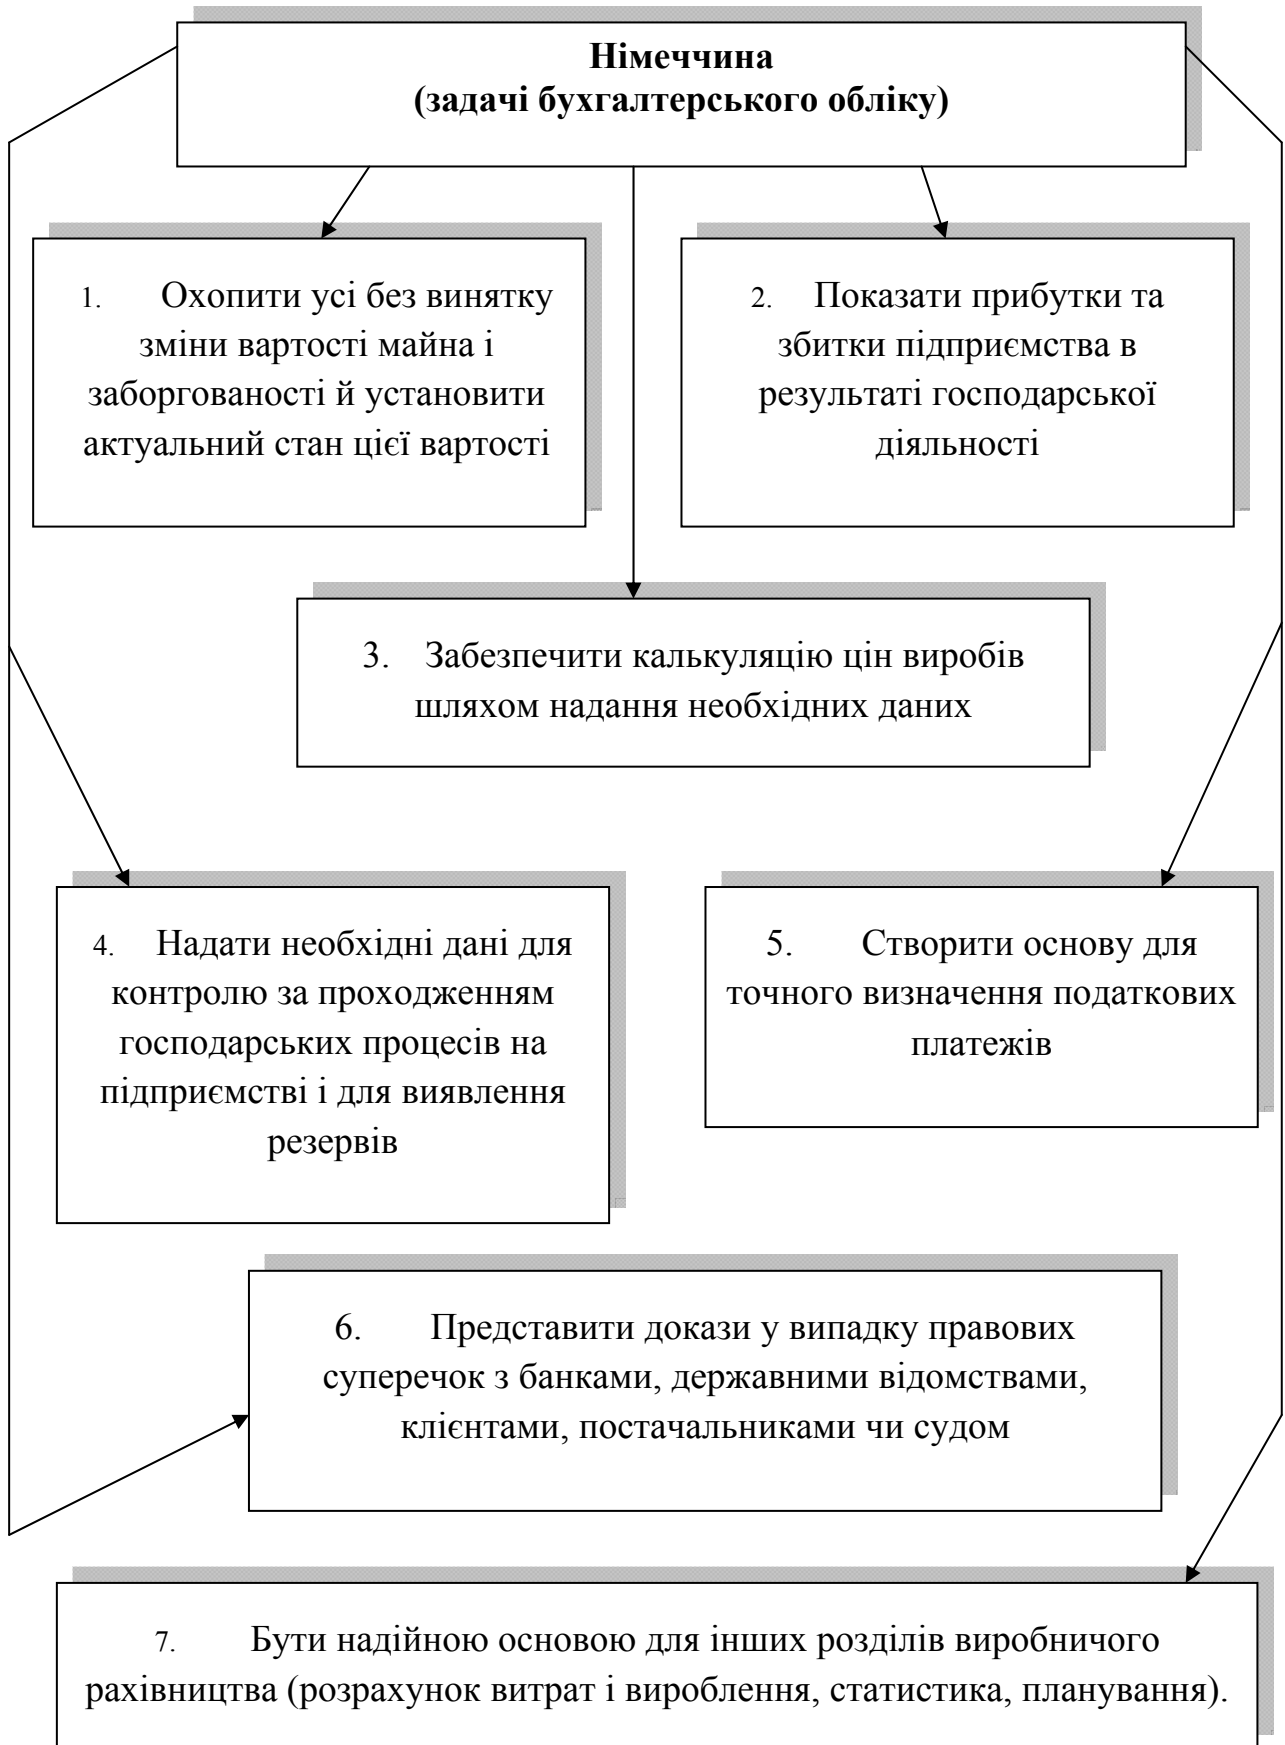 Німеччина
(задачі бухгалтерського обліку)
1. Охопити усі без винятку
зміни вартості майна і
заборгованості й установити
актуальний стан цієї вартості
2. Показати прибутки та
збитки підприємства в
результаті господарської
діяльності
3. Забезпечити калькуляцію цін виробів
шляхом надання необхідних даних
4. Надати необхідні дані для
контролю за проходженням
господарських процесів на
підприємстві і для виявлення
резервів
5. Створити основу для
точного визначення податкових
платежів
6. Представити докази у випадку правових
суперечок з банками, державними відомствами,
клієнтами, постачальниками чи судом
7. Бути надійною основою для інших розділів виробничого
рахівництва (розрахунок витрат і вироблення, статистика, планування).